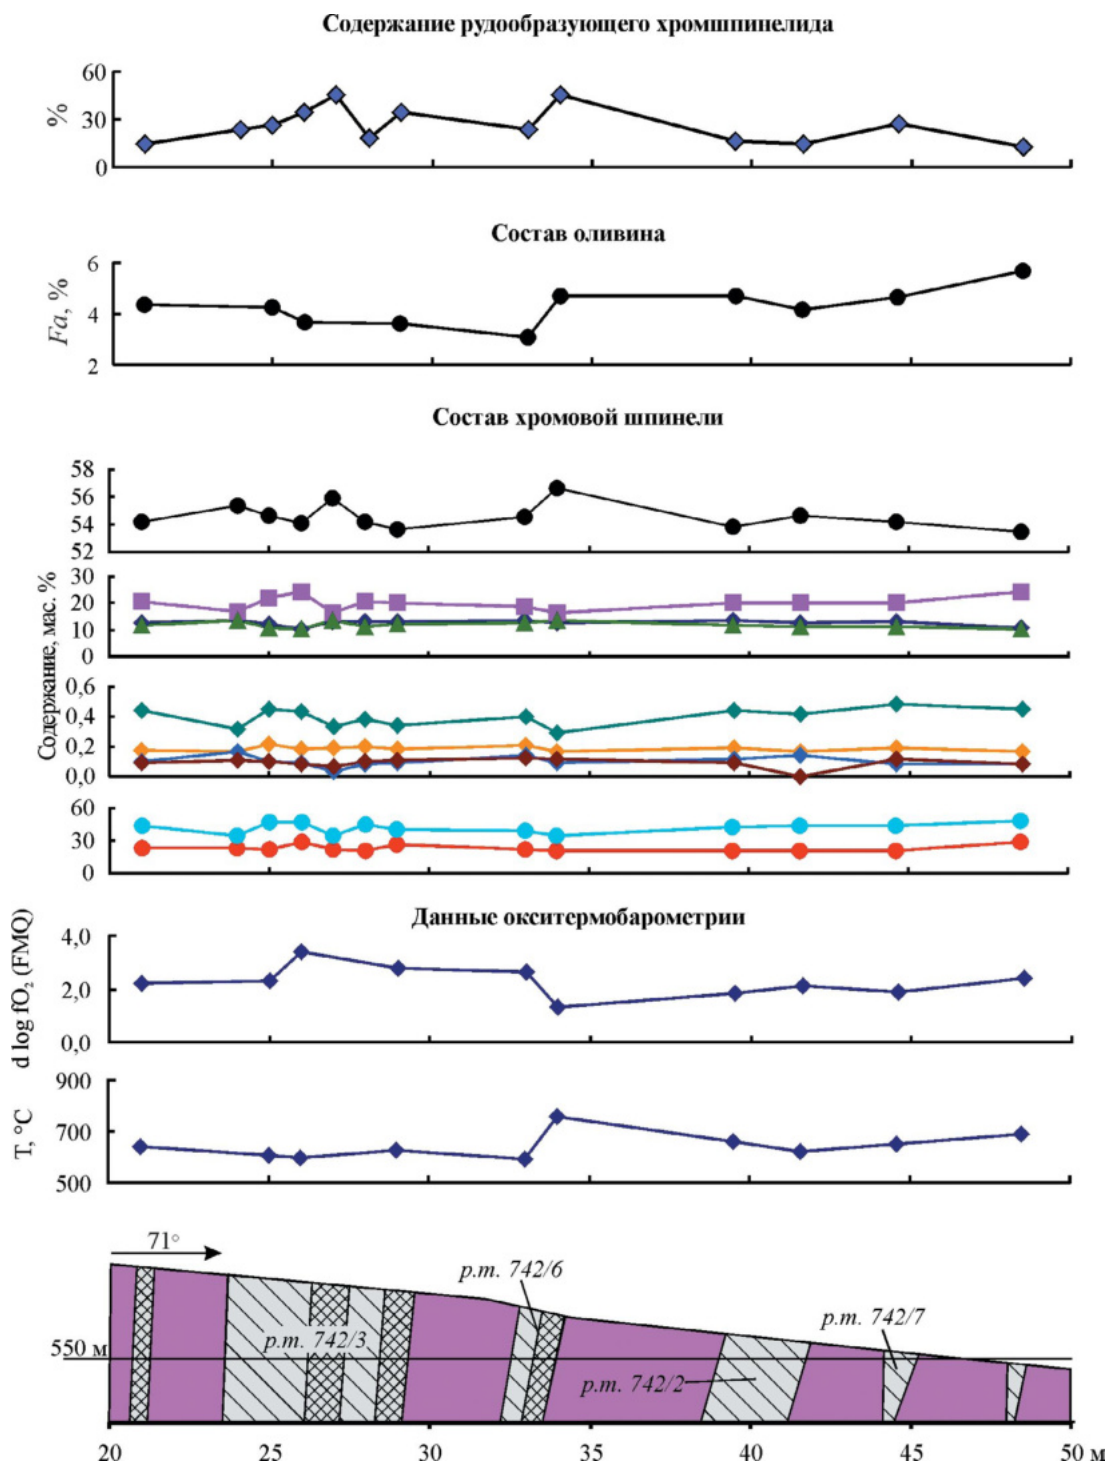 Содержание рудообразующего хромшпинелида
%
60
30
0
Состав оливина
Fa, %
6
4
2
Состав хромовой шпинели
Содержание, мас. %
58
56
54
52
30
20
10
0
0,6
0,4
0,2
0,0
60
30
0
Данные окситермобарометрии
d log fO₂ (FMQ)
4,0
2,0
0,0
T, °C
900
700
500
71°
р.т. 742/6
р.т. 742/3
р.т. 742/7
550 м
р.т. 742/2
20 25 30 35 40 45 50 м